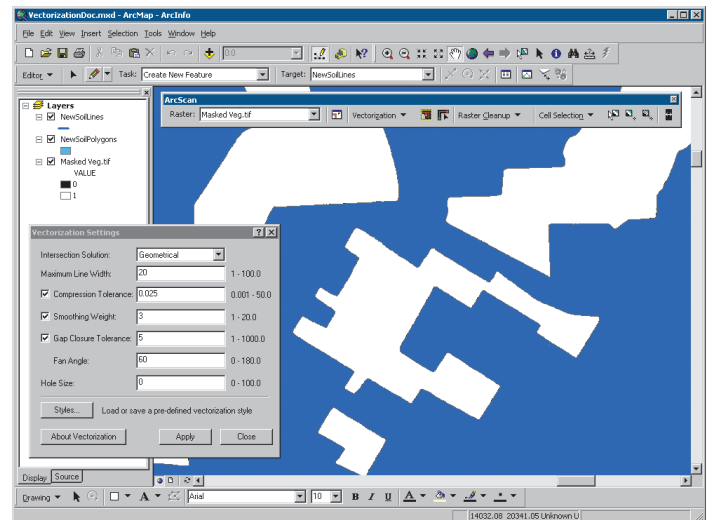 VectorizationDoc.mxd - ArcMap - ArcInfo
File Edit View Insert Selection Tools Window Help
Editor Task: Create New Feature Target: NewSoilLines
Layers
NewSoilLines
NewSoilPolygons
Masked Veg.tif
VALUE
0
1
ArcScan
Raster: Masked Veg.tif Vectorization Raster Cleanup Cell Selection
Vectorization Settings
Intersection Solution: Geometrical
Maximum Line Width: 20 1 - 100.0
Compression Tolerance: 0.025 0.001 - 50.0
Smoothing Weight: 3 1 - 20.0
Gap Closure Tolerance: 5 1 - 1000.0
Fan Angle: 60 0 - 180.0
Hole Size: 0 0 - 100.0
Styles... Load or save a pre-defined vectorization style
About Vectorization Apply Close
Display Source
Drawing A Arial 10 B I U A
14032.08 20341.05 Unknown U